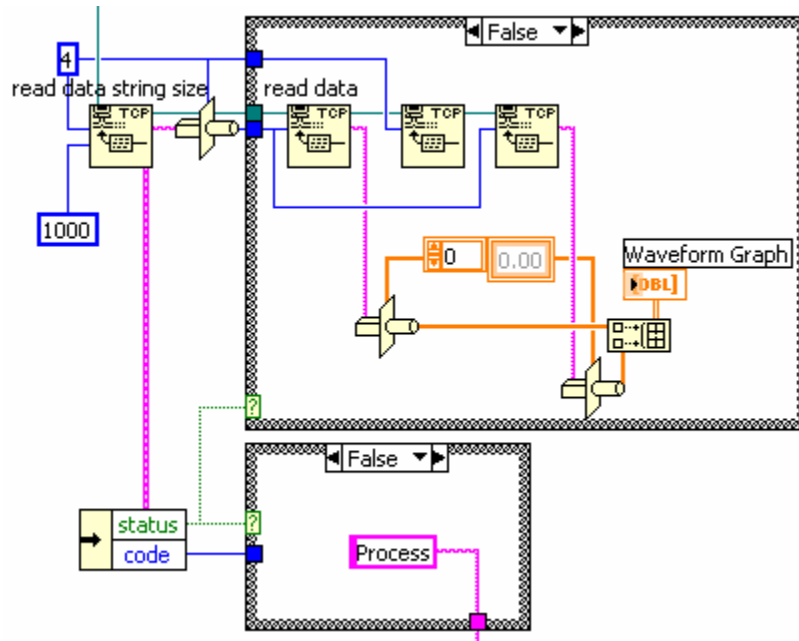 False
4
read data string size
read data
TCP
TCP
TCP
TCP
1000
0
0.00
Waveform Graph
DBL]
False
status
code
Process